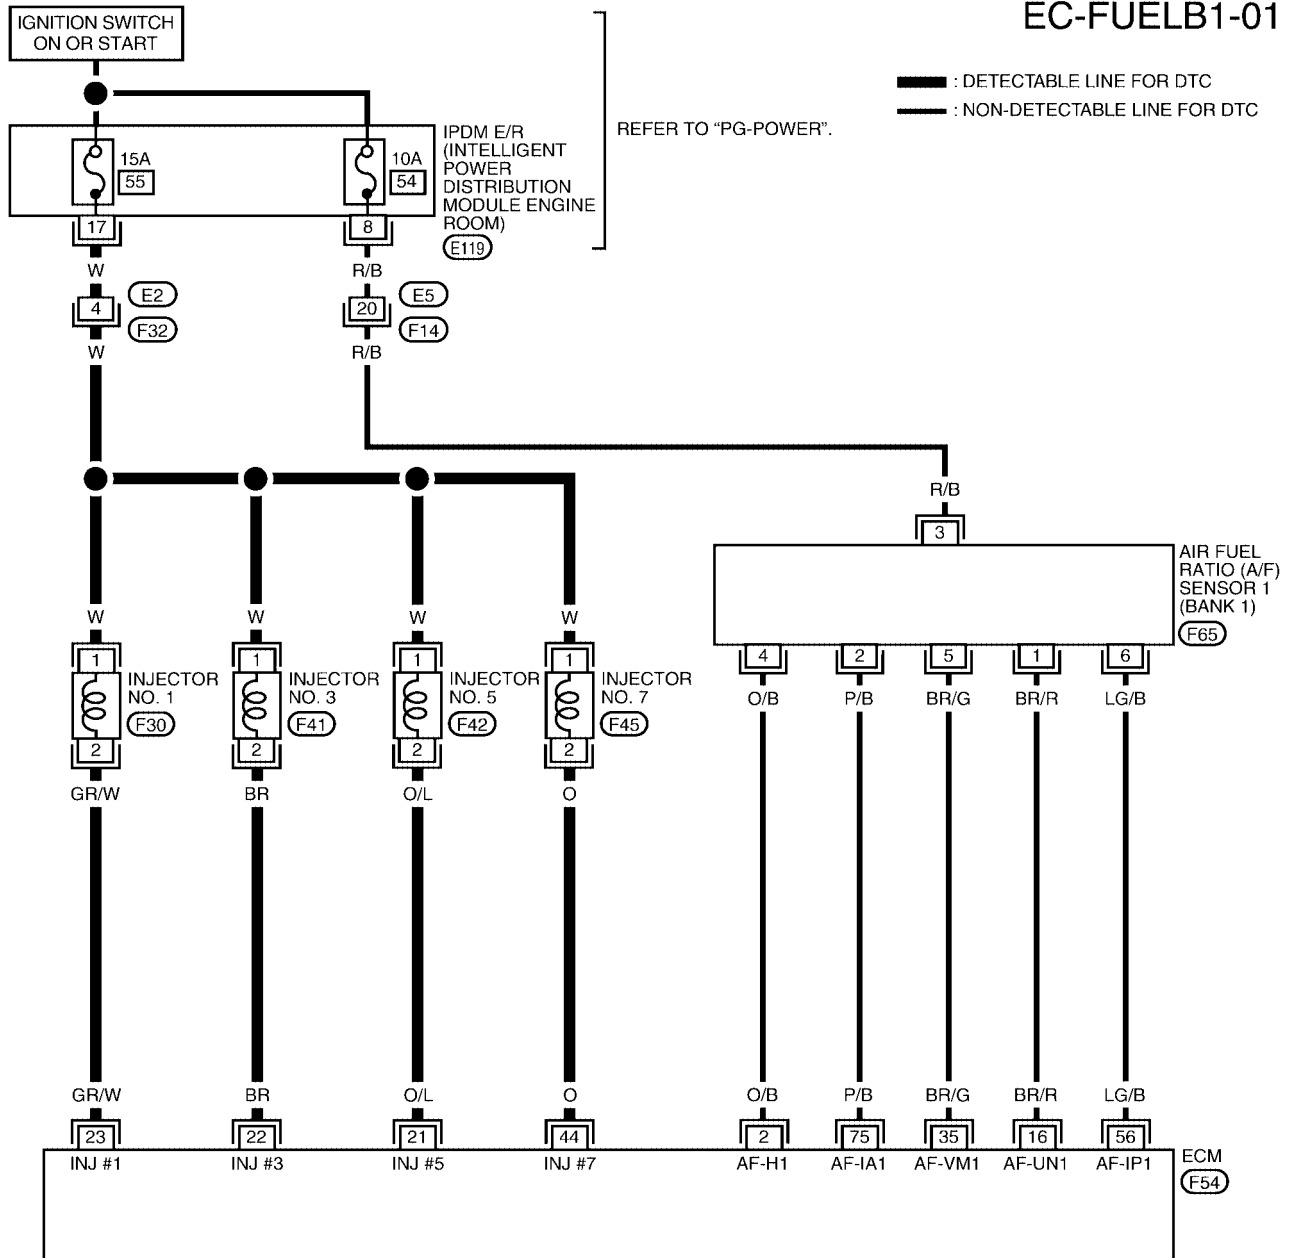 EC-FUELB1-01
IGNITION SWITCH
ON OR START
: DETECTABLE LINE FOR DTC
: NON-DETECTABLE LINE FOR DTC
REFER TO “PG-POWER”.
15A
55
10A
54
IPDM E/R
(INTELLIGENT
POWER
DISTRIBUTION
MODULE ENGINE
ROOM)
E119
17
8
W
R/B
4
E2
F32
20
E5
F14
W
R/B
R/B
3
AIR FUEL
RATIO (A/F)
SENSOR 1
(BANK 1)
F65
W
W
W
W
1
1
1
1
INJECTOR
NO. 1
F30
INJECTOR
NO. 3
F41
INJECTOR
NO. 5
F42
INJECTOR
NO. 7
F45
2
2
2
2
4
2
5
1
6
O/B
P/B
BR/G
BR/R
LG/B
GR/W
BR
O/L
O
GR/W
BR
O/L
O
O/B
P/B
BR/G
BR/R
LG/B
23
22
21
44
2
75
35
16
56
INJ #1
INJ #3
INJ #5
INJ #7
AF-H1
AF-IA1
AF-VM1
AF-UN1
AF-IP1
ECM
F54